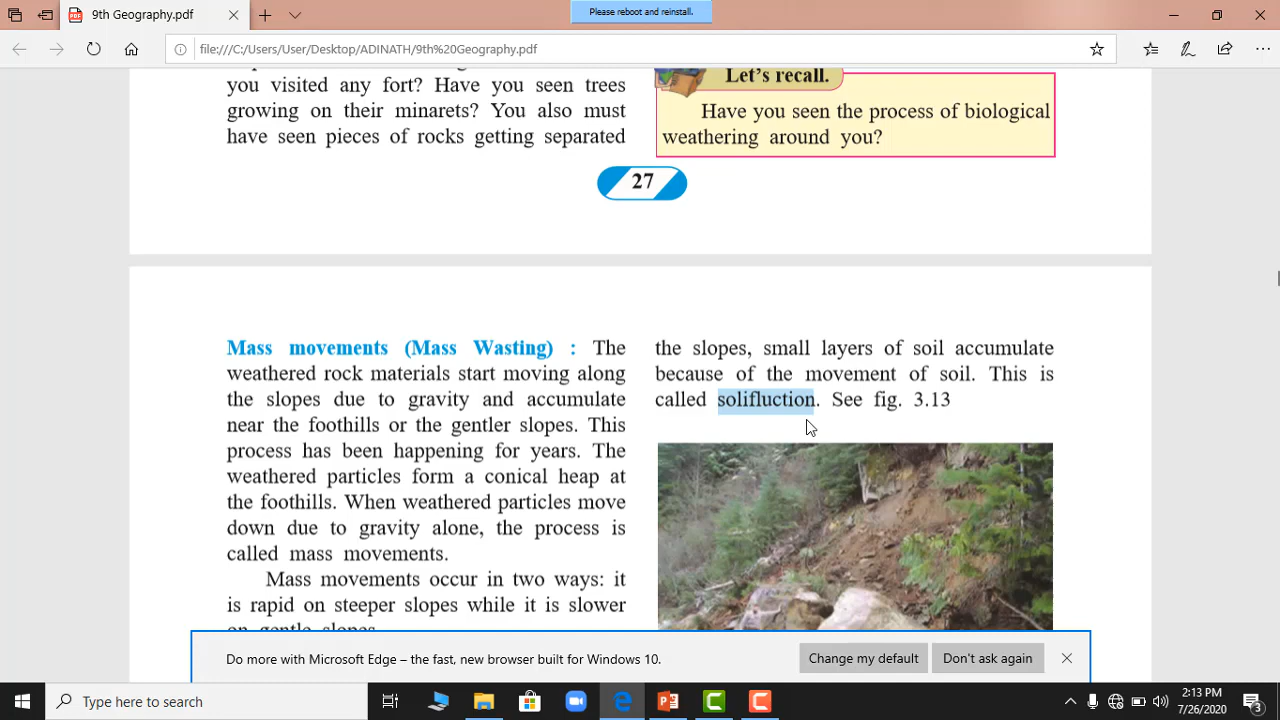 9th Geography.pdf
Please reboot and reinstall.
file:///C:/Users/User/Desktop/ADINATH/9th%20Geography.pdf
you visited any fort? Have you seen trees
growing on their minarets? You also must
have seen pieces of rocks getting separated
Let's recall.
Have you seen the process of biological
weathering around you?
27
Mass movements (Mass Wasting) : The
weathered rock materials start moving along
the slopes due to gravity and accumulate
near the foothills or the gentler slopes. This
process has been happening for years. The
weathered particles form a conical heap at
the foothills. When weathered particles move
down due to gravity alone, the process is
called mass movements.
Mass movements occur in two ways: it
is rapid on steeper slopes while it is slower
on gentle slopes.
the slopes, small layers of soil accumulate
because of the movement of soil. This is
called solifluction. See fig. 3.13
Do more with Microsoft Edge – the fast, new browser built for Windows 10.
Change my default
Don't ask again
Type here to search
2:13 PM
7/26/2020
3